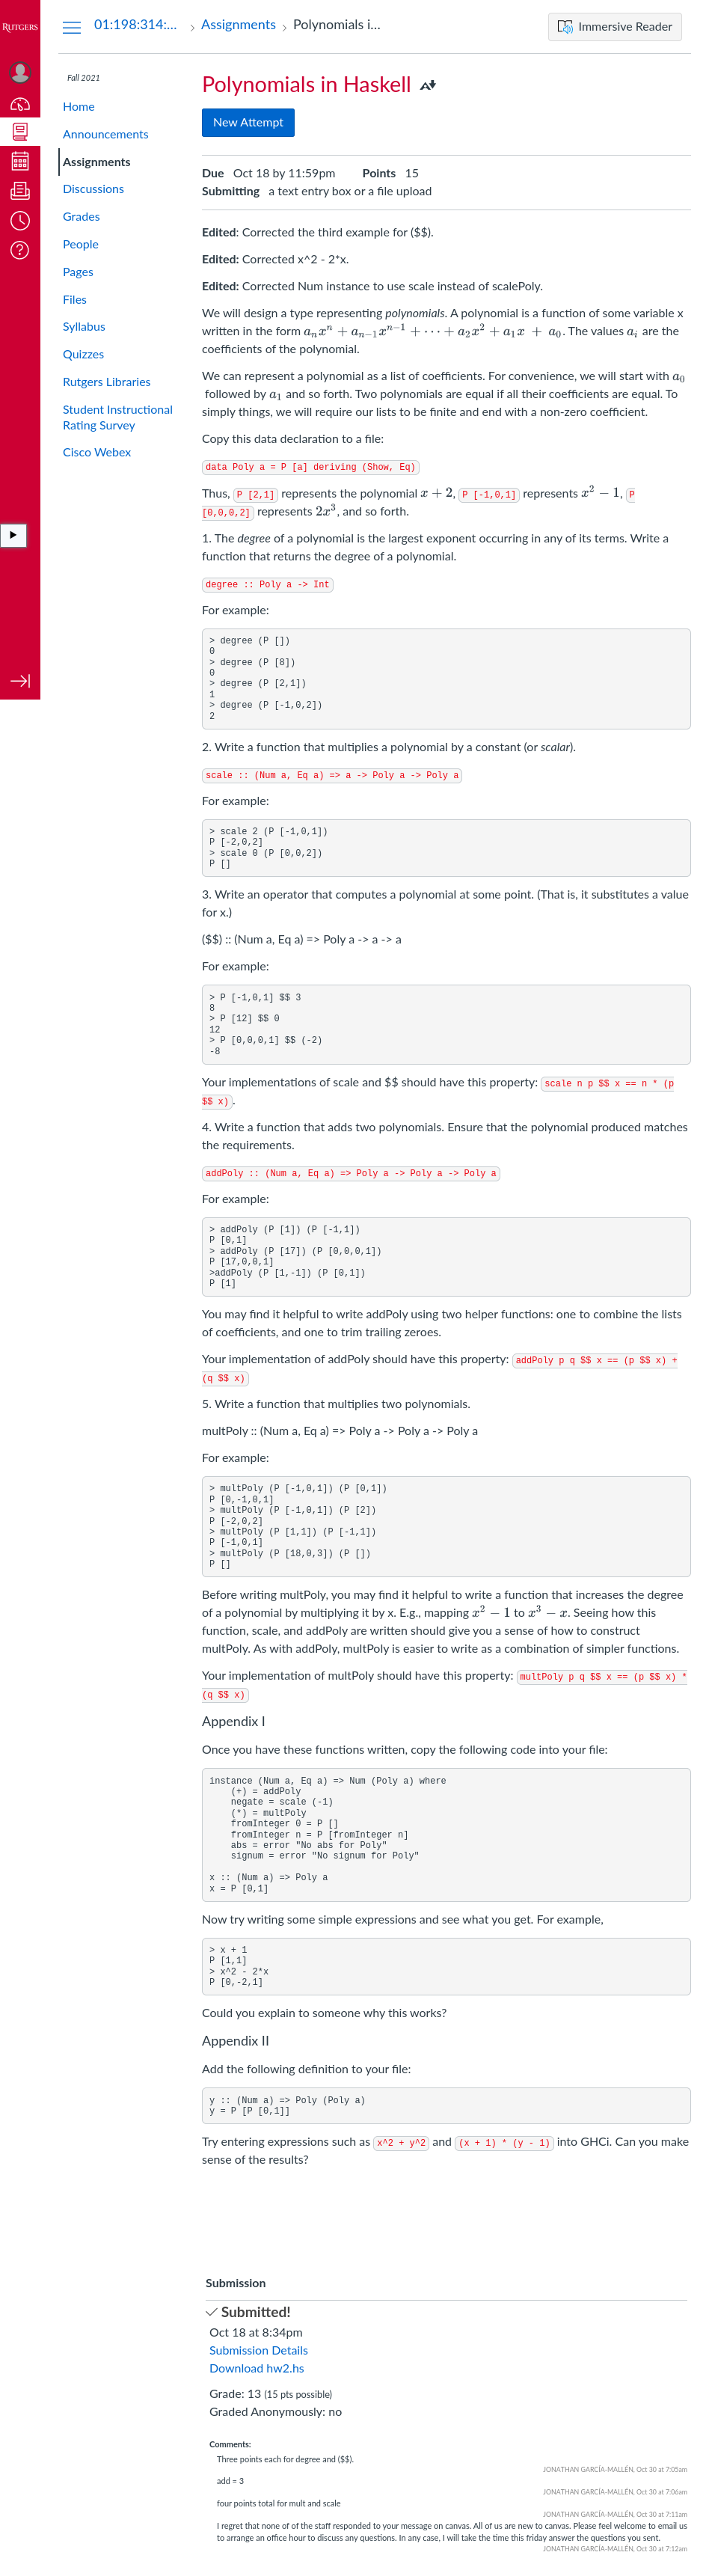 RUTGERS
01:198:314:... > Assignments > Polynomials i...
Immersive Reader
Fall 2021
Home
Announcements
Assignments
Discussions
Grades
People
Pages
Files
Syllabus
Quizzes
Rutgers Libraries
Student Instructional
Rating Survey
Cisco Webex
Polynomials in Haskell
New Attempt
Due Oct 18 by 11:59pm Points 15
Submitting a text entry box or a file upload
Edited: Corrected the third example for ($$).
Edited: Corrected x^2 - 2*x.
Edited: Corrected Num instance to use scale instead of scalePoly.
We will design a type representing polynomials. A polynomial is a function of some variable x
written in the form aₙxⁿ + aₙ₋₁xⁿ⁻¹ + ⋯ + a₂x² + a₁x + a₀. The values aᵢ are the
coefficients of the polynomial.
We can represent a polynomial as a list of coefficients. For convenience, we will start with a₀
followed by a₁ and so forth. Two polynomials are equal if all their coefficients are equal. To
simply things, we will require our lists to be finite and end with a non-zero coefficient.
Copy this data declaration to a file:
data Poly a = P [a] deriving (Show, Eq)
Thus, P [2,1] represents the polynomial x + 2, P [-1,0,1] represents x² − 1, P
[0,0,0,2] represents 2x³, and so forth.
1. The degree of a polynomial is the largest exponent occurring in any of its terms. Write a
function that returns the degree of a polynomial.
degree :: Poly a -> Int
For example:
> degree (P [])
0
> degree (P [8])
0
> degree (P [2,1])
1
> degree (P [-1,0,2])
2
2. Write a function that multiplies a polynomial by a constant (or scalar).
scale :: (Num a, Eq a) => a -> Poly a -> Poly a
For example:
> scale 2 (P [-1,0,1])
P [-2,0,2]
> scale 0 (P [0,0,2])
P []
3. Write an operator that computes a polynomial at some point. (That is, it substitutes a value
for x.)
($$) :: (Num a, Eq a) => Poly a -> a -> a
For example:
> P [-1,0,1] $$ 3
8
> P [12] $$ 0
12
> P [0,0,0,1] $$ (-2)
-8
Your implementations of scale and $$ should have this property: scale n p $$ x == n * (p
$$ x).
4. Write a function that adds two polynomials. Ensure that the polynomial produced matches
the requirements.
addPoly :: (Num a, Eq a) => Poly a -> Poly a -> Poly a
For example:
> addPoly (P [1]) (P [-1,1])
P [0,1]
> addPoly (P [17]) (P [0,0,0,1])
P [17,0,0,1]
>addPoly (P [1,-1]) (P [0,1])
P [1]
You may find it helpful to write addPoly using two helper functions: one to combine the lists
of coefficients, and one to trim trailing zeroes.
Your implementation of addPoly should have this property: addPoly p q $$ x == (p $$ x) +
(q $$ x)
5. Write a function that multiplies two polynomials.
multPoly :: (Num a, Eq a) => Poly a -> Poly a -> Poly a
For example:
> multPoly (P [-1,0,1]) (P [0,1])
P [0,-1,0,1]
> multPoly (P [-1,0,1]) (P [2])
P [-2,0,2]
> multPoly (P [1,1]) (P [-1,1])
P [-1,0,1]
> multPoly (P [18,0,3]) (P [])
P []
Before writing multPoly, you may find it helpful to write a function that increases the degree
of a polynomial by multiplying it by x. E.g., mapping x² − 1 to x³ − x. Seeing how this
function, scale, and addPoly are written should give you a sense of how to construct
multPoly. As with addPoly, multPoly is easier to write as a combination of simpler functions.
Your implementation of multPoly should have this property: multPoly p q $$ x == (p $$ x) *
(q $$ x)
Appendix I
Once you have these functions written, copy the following code into your file:
instance (Num a, Eq a) => Num (Poly a) where
(+) = addPoly
negate = scale (-1)
(*) = multPoly
fromInteger 0 = P []
fromInteger n = P [fromInteger n]
abs = error "No abs for Poly"
signum = error "No signum for Poly"
x :: (Num a) => Poly a
x = P [0,1]
Now try writing some simple expressions and see what you get. For example,
> x + 1
P [1,1]
> x^2 - 2*x
P [0,-2,1]
Could you explain to someone why this works?
Appendix II
Add the following definition to your file:
y :: (Num a) => Poly (Poly a)
y = P [P [0,1]]
Try entering expressions such as x^2 + y^2 and (x + 1) * (y - 1) into GHCi. Can you make
sense of the results?
Submission
Submitted!
Oct 18 at 8:34pm
Submission Details
Download hw2.hs
Grade: 13 (15 pts possible)
Graded Anonymously: no
Comments:
Three points each for degree and ($$).
JONATHAN GARCÍA-MALLÉN, Oct 30 at 7:05am
add = 3
JONATHAN GARCÍA-MALLÉN, Oct 30 at 7:06am
four points total for mult and scale
JONATHAN GARCÍA-MALLÉN, Oct 30 at 7:11am
I regret that none of of the staff responded to your message on canvas. All of us are new to canvas. Please feel welcome to email us
to arrange an office hour to discuss any questions. In any case, I will take the time this friday answer the questions you sent.
JONATHAN GARCÍA-MALLÉN, Oct 30 at 7:12am